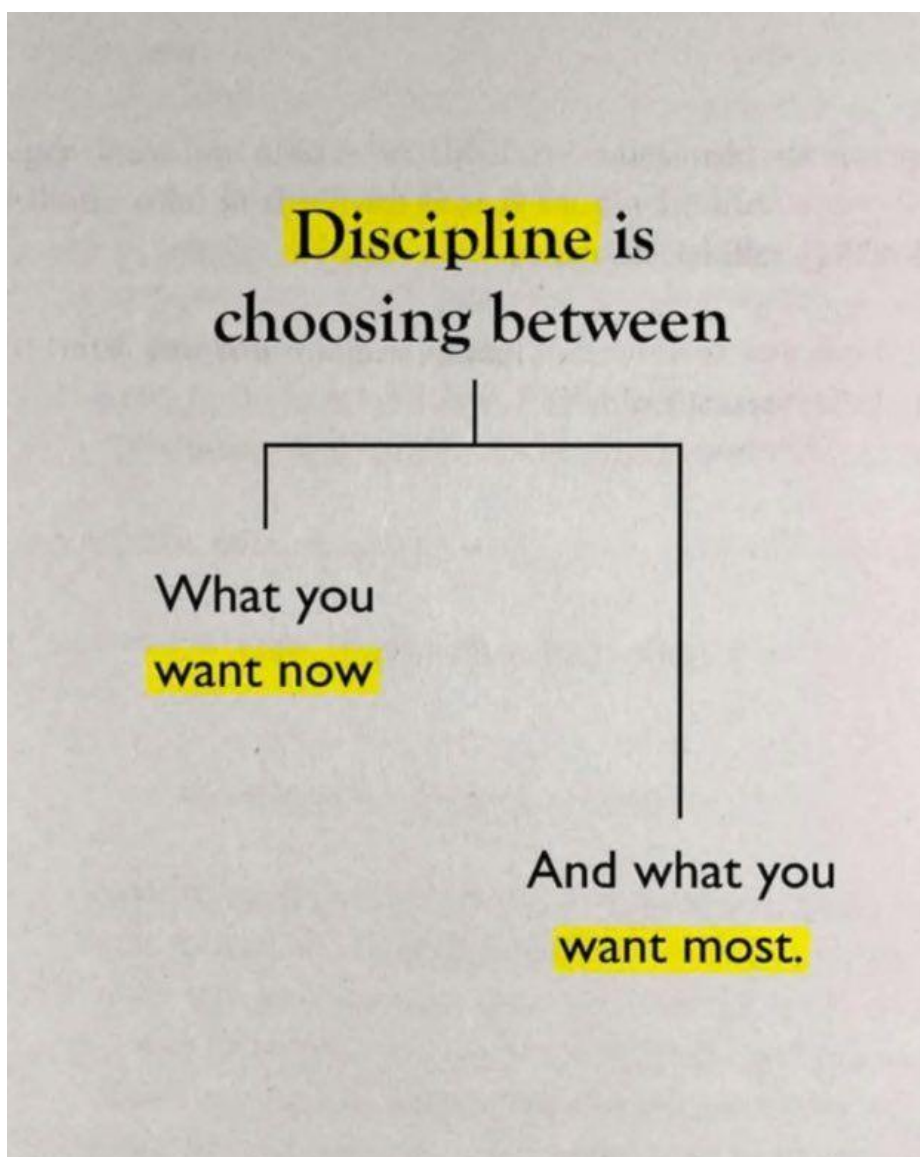 Discipline is
choosing between
What you
want now
And what you
want most.